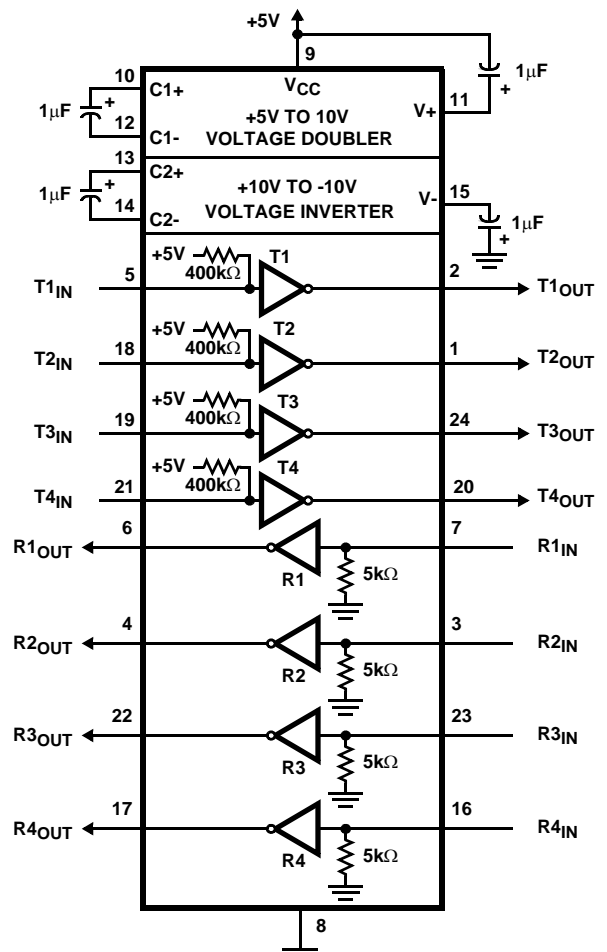 +5V
9
10
1μF
+
12
C1+
C1-
VCC
+5V TO 10V
VOLTAGE DOUBLER
V+
11
1μF
+
13
1μF
+
14
C2+
C2-
+10V TO -10V
VOLTAGE INVERTER
V-
15
1μF
+
T1IN
5
+5V
400kΩ
T1
2
T1OUT
T2IN
18
+5V
400kΩ
T2
1
T2OUT
T3IN
19
+5V
400kΩ
T3
24
T3OUT
T4IN
21
+5V
400kΩ
T4
20
T4OUT
R1OUT
6
R1
5kΩ
7
R1IN
R2OUT
4
R2
5kΩ
3
R2IN
R3OUT
22
R3
5kΩ
23
R3IN
R4OUT
17
R4
5kΩ
16
R4IN
8